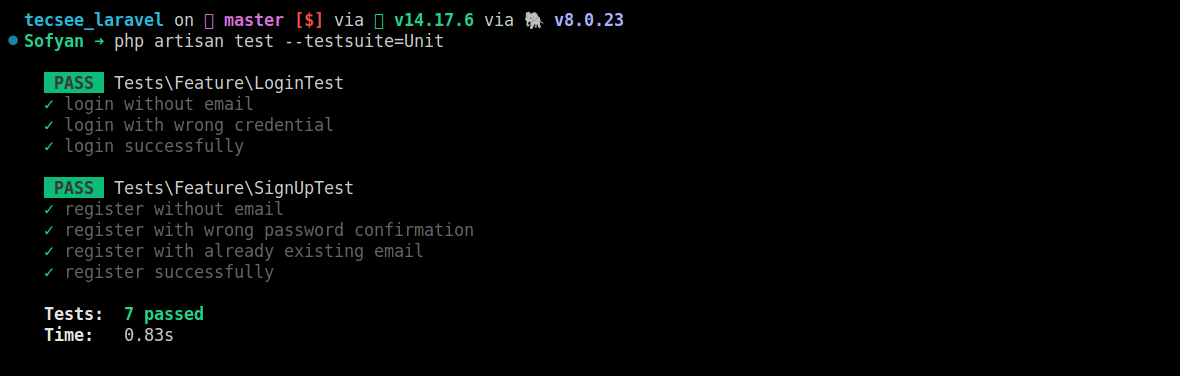 tecsee_laravel on master [$] via v14.17.6 via 🐘 v8.0.23
Sofyan → php artisan test --testsuite=Unit
PASS Tests\Feature\LoginTest
✓ login without email
✓ login with wrong credential
✓ login successfully
PASS Tests\Feature\SignUpTest
✓ register without email
✓ register with wrong password confirmation
✓ register with already existing email
✓ register successfully
Tests: 7 passed
Time: 0.83s